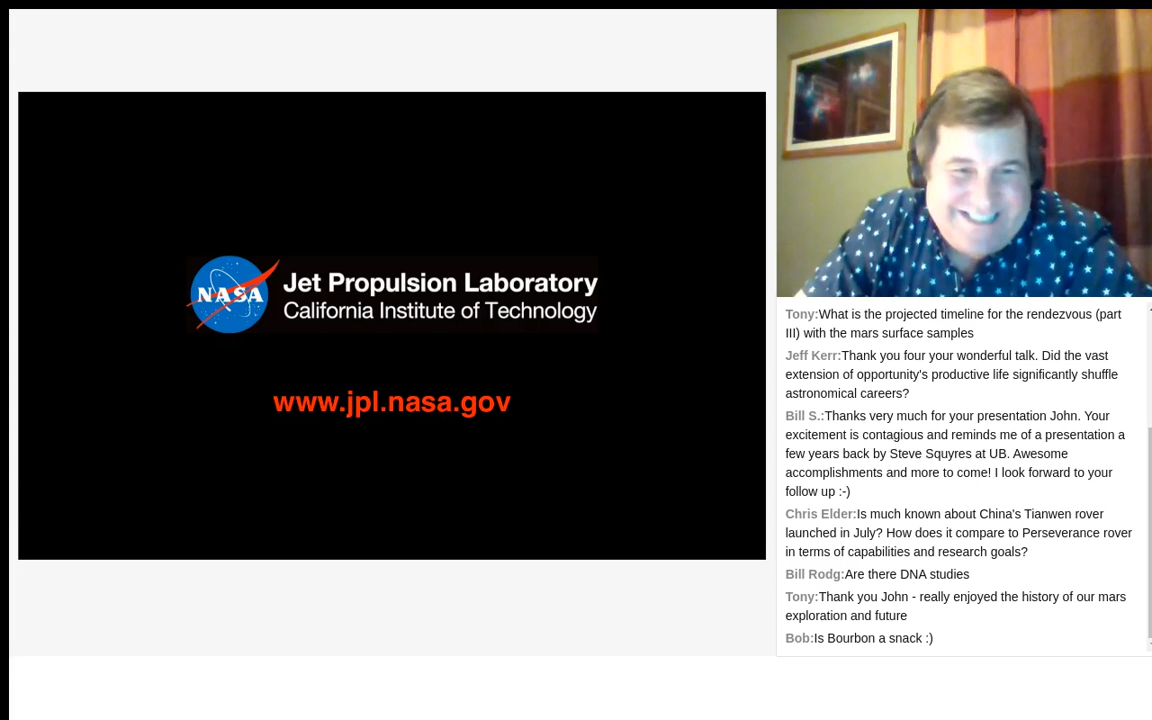 NASA
Jet Propulsion Laboratory
California Institute of Technology
www.jpl.nasa.gov
Tony:What is the projected timeline for the rendezvous (part
III) with the mars surface samples
Jeff Kerr:Thank you four your wonderful talk. Did the vast
extension of opportunity's productive life significantly shuffle
astronomical careers?
Bill S.:Thanks very much for your presentation John. Your
excitement is contagious and reminds me of a presentation a
few years back by Steve Squyres at UB. Awesome
accomplishments and more to come! I look forward to your
follow up :-)
Chris Elder:Is much known about China's Tianwen rover
launched in July? How does it compare to Perseverance rover
in terms of capabilities and research goals?
Bill Rodg:Are there DNA studies
Tony:Thank you John - really enjoyed the history of our mars
exploration and future
Bob:Is Bourbon a snack :)